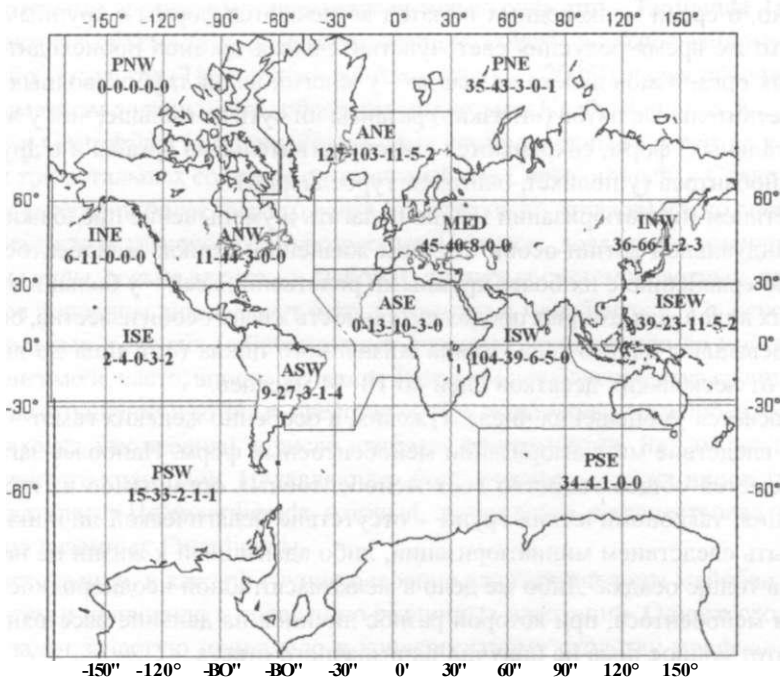 -150° -120° -90° -60° -30° 0° 30° 60° 90° 120° 150°
PNW
0-0-0-0-0
PNE
35-43-3-0-1
ANE
127-103-11-5-2
60° 60°
INE
-11-0-0-0
ANW
11-44-3-0-0
MED
45-40-8-0-0
INW
36-66-1-2-3
30° 30°
ASE
0-13-10-3-0
ISEW
839-23-11-5-2
ISE
2-4-0-3-2
0° 0°
ISW
(104-39-6-5-0
ASW
9-27-3-1-4
-30° -30°
PSW
15-33-2-1-1
PSE
34-4-1-0-0
-60° -60°
-150" -120° -BO" -BO" -30" 0° 30° 60° 90° 120° 150°